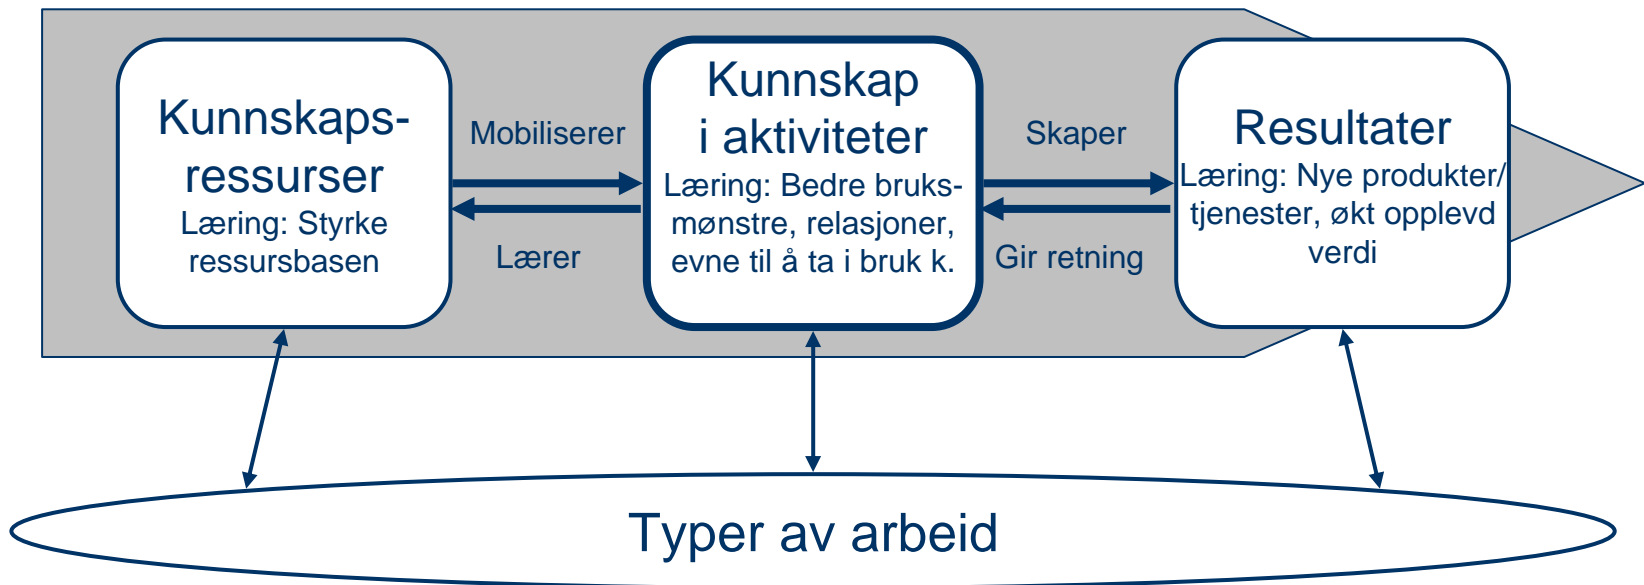 Kunnskaps-
ressurser
Læring: Styrke
ressursbasen
Mobiliserer
Lærer
Kunnskap
i aktiviteter
Læring: Bedre bruks-
mønstre, relasjoner,
evne til å ta i bruk k.
Skaper
Gir retning
Resultater
Læring: Nye produkter/
tjenester, økt opplevd
verdi
Typer av arbeid